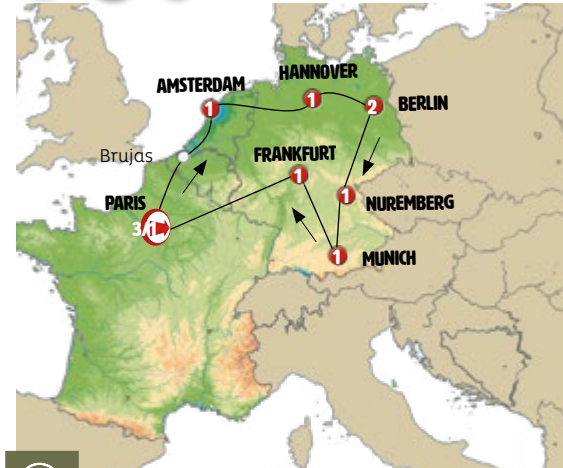 HANNOVER
AMSTERDAM
1
1
2
BERLIN
Brujas
FRANKFURT
1
1
NUREMBERG
PARIS
3/1
1
MUNICH